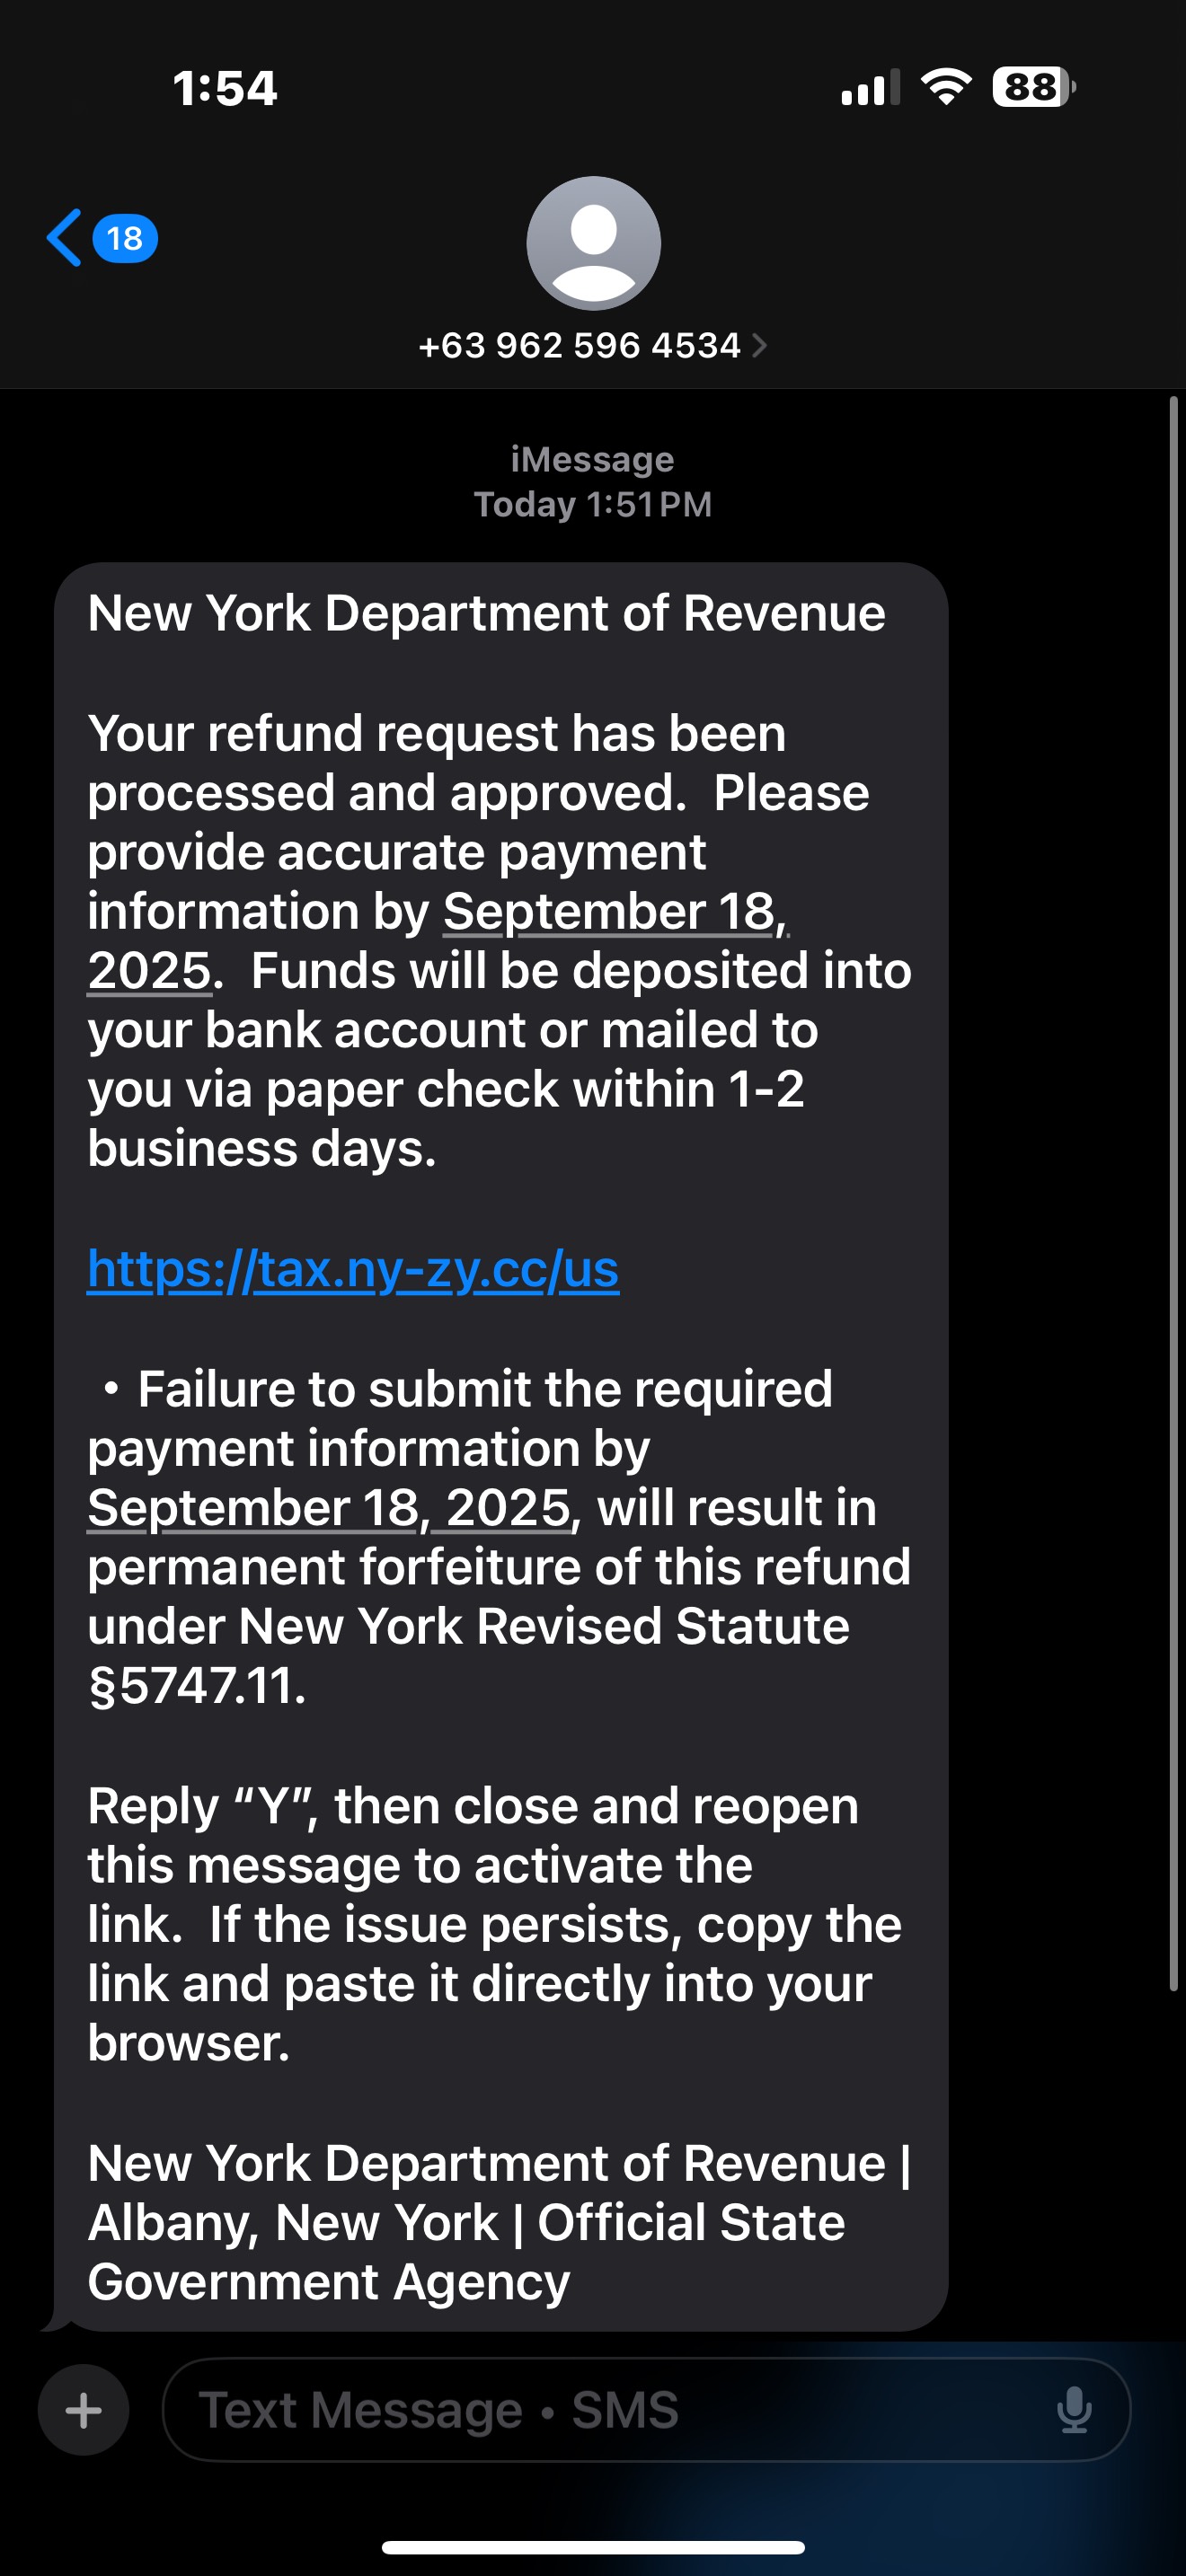 1:54
88
18
+63 962 596 4534
iMessage
Today 1:51 PM
New York Department of Revenue
Your refund request has been
processed and approved.  Please
provide accurate payment
information by September 18,
2025.  Funds will be deposited into
your bank account or mailed to
you via paper check within 1-2
business days.
https://tax.ny-zy.cc/us
• Failure to submit the required
payment information by
September 18, 2025, will result in
permanent forfeiture of this refund
under New York Revised Statute
§5747.11.
Reply “Y”, then close and reopen
this message to activate the
link.  If the issue persists, copy the
link and paste it directly into your
browser.
New York Department of Revenue |
Albany, New York | Official State
Government Agency
Text Message • SMS